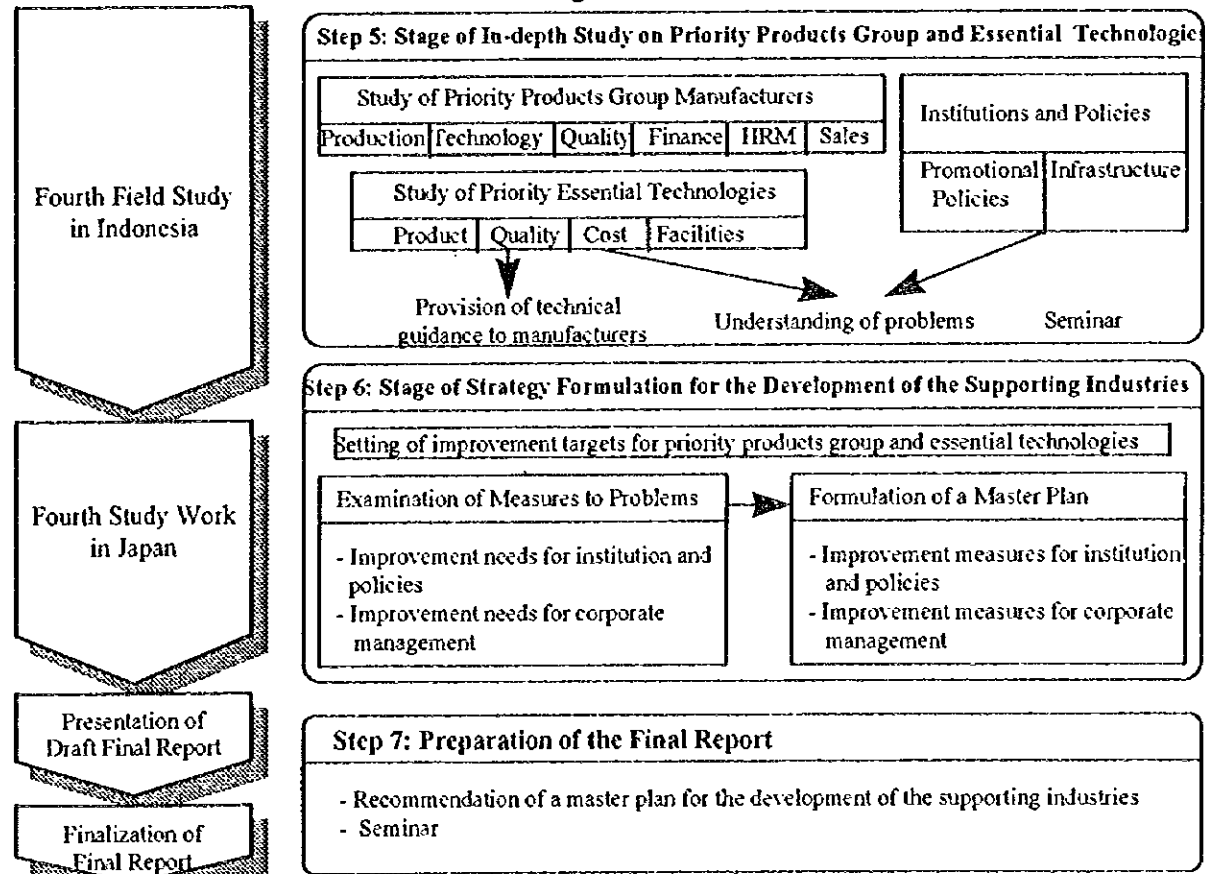 Fourth Field Study
in Indonesia
Fourth Study Work
in Japan
Presentation of
Draft Final Report
Finalization of
Final Report
Step 5: Stage of In-depth Study on Priority Products Group and Essential Technologie
Study of Priority Products Group Manufacturers
Production Technology Quality Finance HRM Sales
Institutions and Policies
Promotional Infrastructure
Policies
Study of Priority Essential Technologies
Product Quality Cost Facilities
Provision of technical
guidance to manufacturers
Understanding of problems
Seminar
Step 6: Stage of Strategy Formulation for the Development of the Supporting Industries
Setting of improvement targets for priority products group and essential technologies
Examination of Measures to Problems
- Improvement needs for institution and
policies
- Improvement needs for corporate
management
Formulation of a Master Plan
- Improvement measures for institution
and policies
- Improvement measures for corporate
management
Step 7: Preparation of the Final Report
- Recommendation of a master plan for the development of the supporting industries
- Seminar